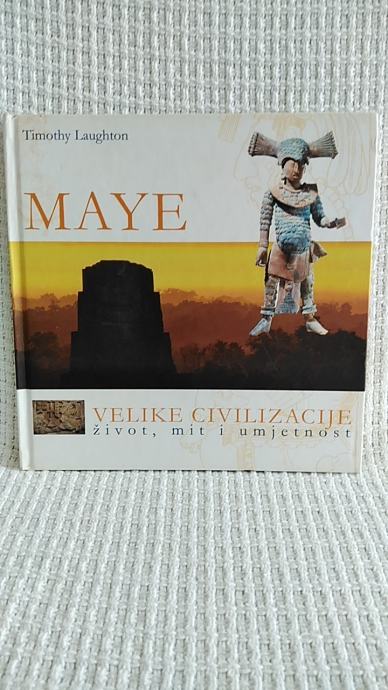 Timothy Laughton
MAYE
VELIKE CIVILIZACIJE
život, mit i umjetnost